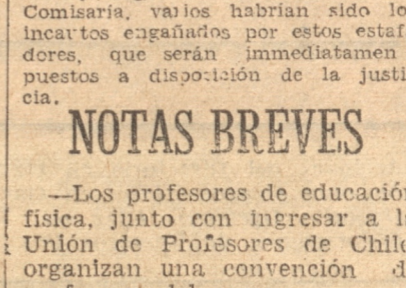 Comisaría, varios habrían sido lo
incautos engañados por estos estaf
dores, que serán immediatamen
puestos a disposición de la justi
cia.
NOTAS BREVES
—Los profesores de educación
física, junto con ingresar a l
Unión de Profesores de Chile
organizan una convención d